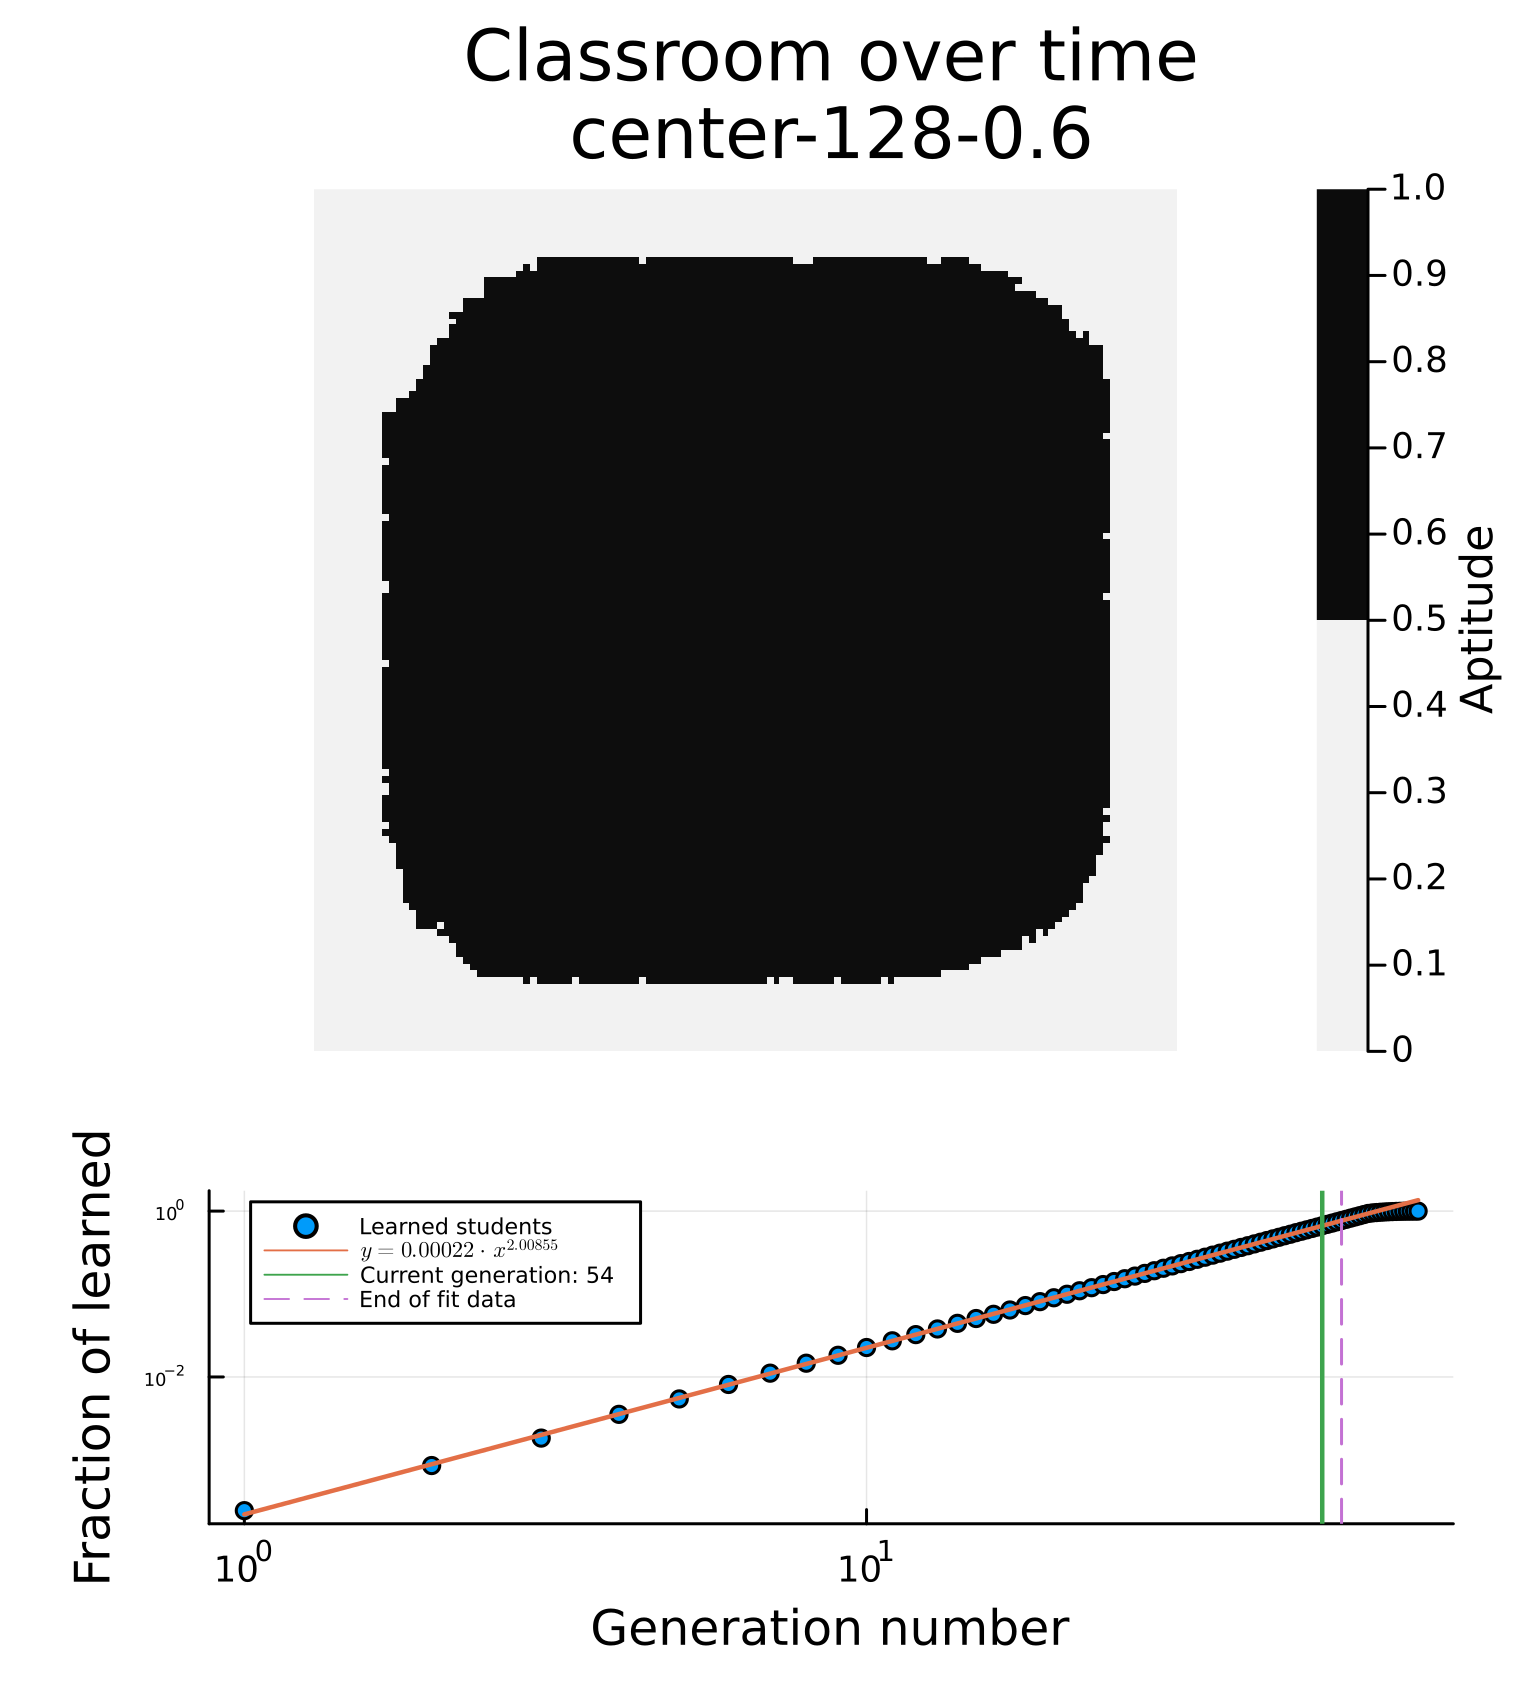 Classroom over time
center-128-0.6
1.0
0.9
0.8
0.7
0.6
0.5
0.4
0.3
0.2
0.1
0
Aptitude
Fraction of learned
10⁰
10⁻²
Learned students
y = 0.00022 · x^2.00855
Current generation: 54
End of fit data
10⁰
10¹
Generation number